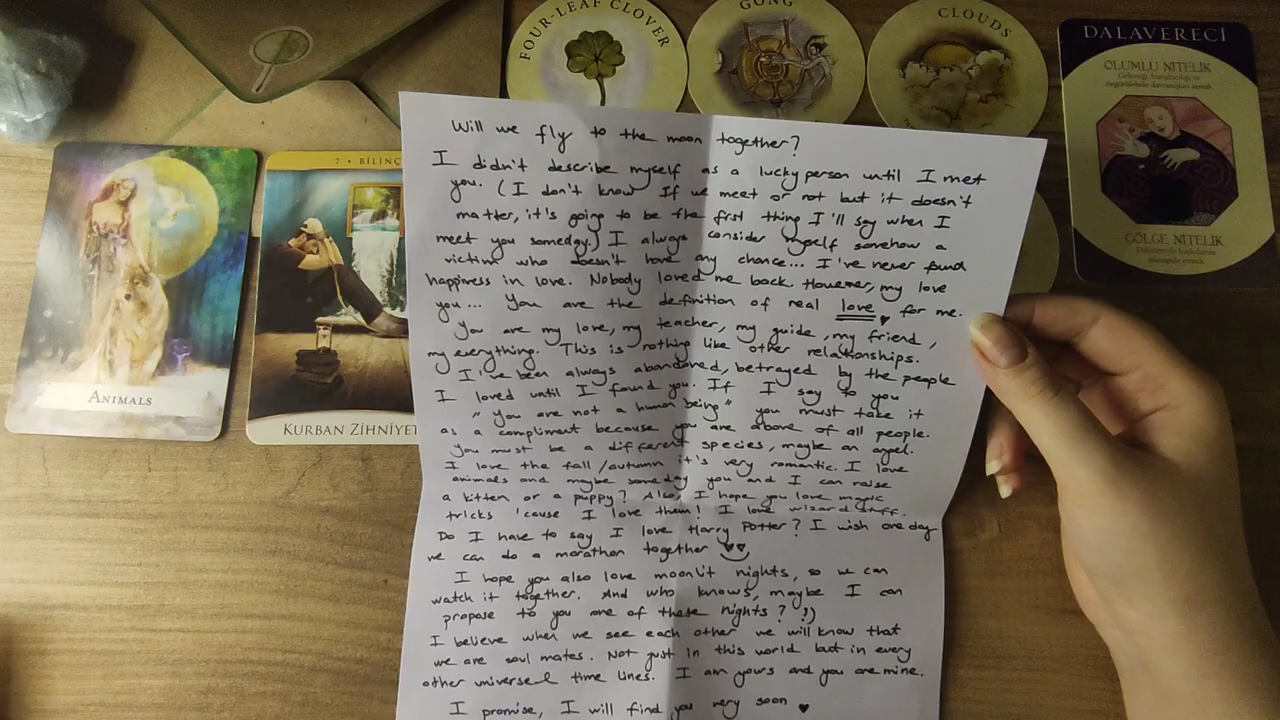 FOUR-LEAF CLOVER
GONG
CLOUDS
DALAVERECİ
OLUMLU NİTELİK
GÖLGE NİTELİK
ANIMALS
7 • BİLİNÇ
KURBAN ZİHNİYET
Will we fly to the moon together?
I didn't describe myself as a lucky person until I met
you. (I don't know If we meet or not but it doesn't
matter, it's going to be the first thing I'll say when I
meet you someday.) I always consider myself somehow a
victim who doesn't have any chance... I've never found
happiness in love. Nobody loved me back. However, my love
you... You are the definition of real love for me.
You are my love, my teacher, my guide, my friend,
my everything. This is nothing like other relationships.
I've been always abandoned, betrayed by the people
I loved until I found you. If I say to you
"You are not a human being" you must take it
as a compliment because you are above of all people.
You must be a different species, maybe an angel.
I love the fall/autumn it's very romantic. I love
animals and maybe someday you and I can raise
a kitten or a puppy? Also, I hope you love magic
tricks 'cause I love them! I love wizard stuff.
Do I have to say I love Harry Potter? I wish one day
we can do a marathon together
I hope you also love moonlit nights, so we can
watch it together. And who knows, maybe I can
propose to you one of these nights? :)
I believe when we see each other we will know that
we are soul mates. Not just in this world but in every
other universal time lines. I am yours and you are mine.
I promise, I will find you very soon ♥